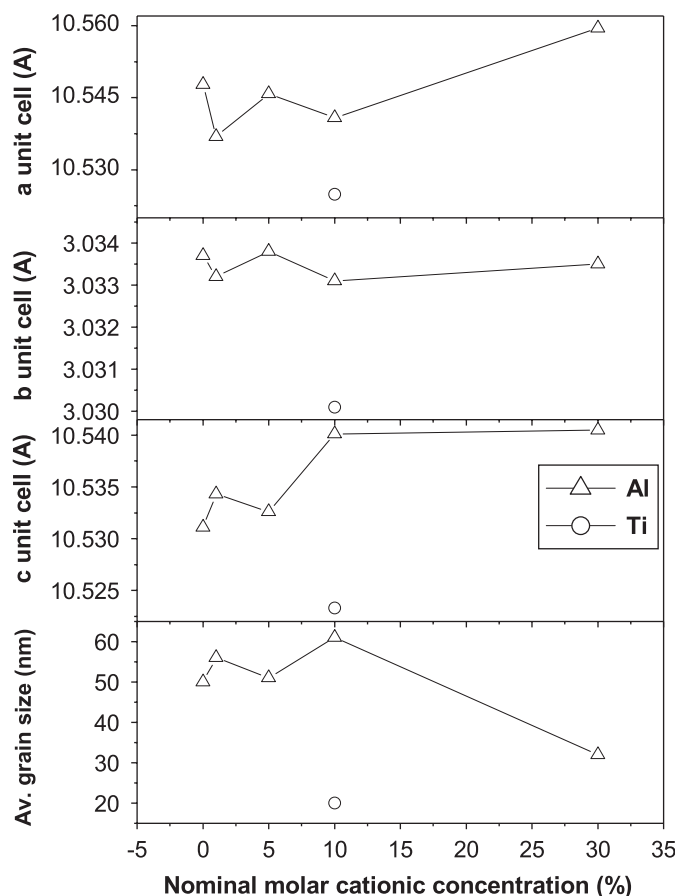 10.560
10.545
10.530
a unit cell (A)
3.034
3.033
3.032
3.031
3.030
b unit cell (A)
10.540
10.535
10.530
10.525
c unit cell (A)
Al
Ti
60
50
40
30
20
Av. grain size (nm)
-5 0 5 10 15 20 25 30 35
Nominal molar cationic concentration (%)